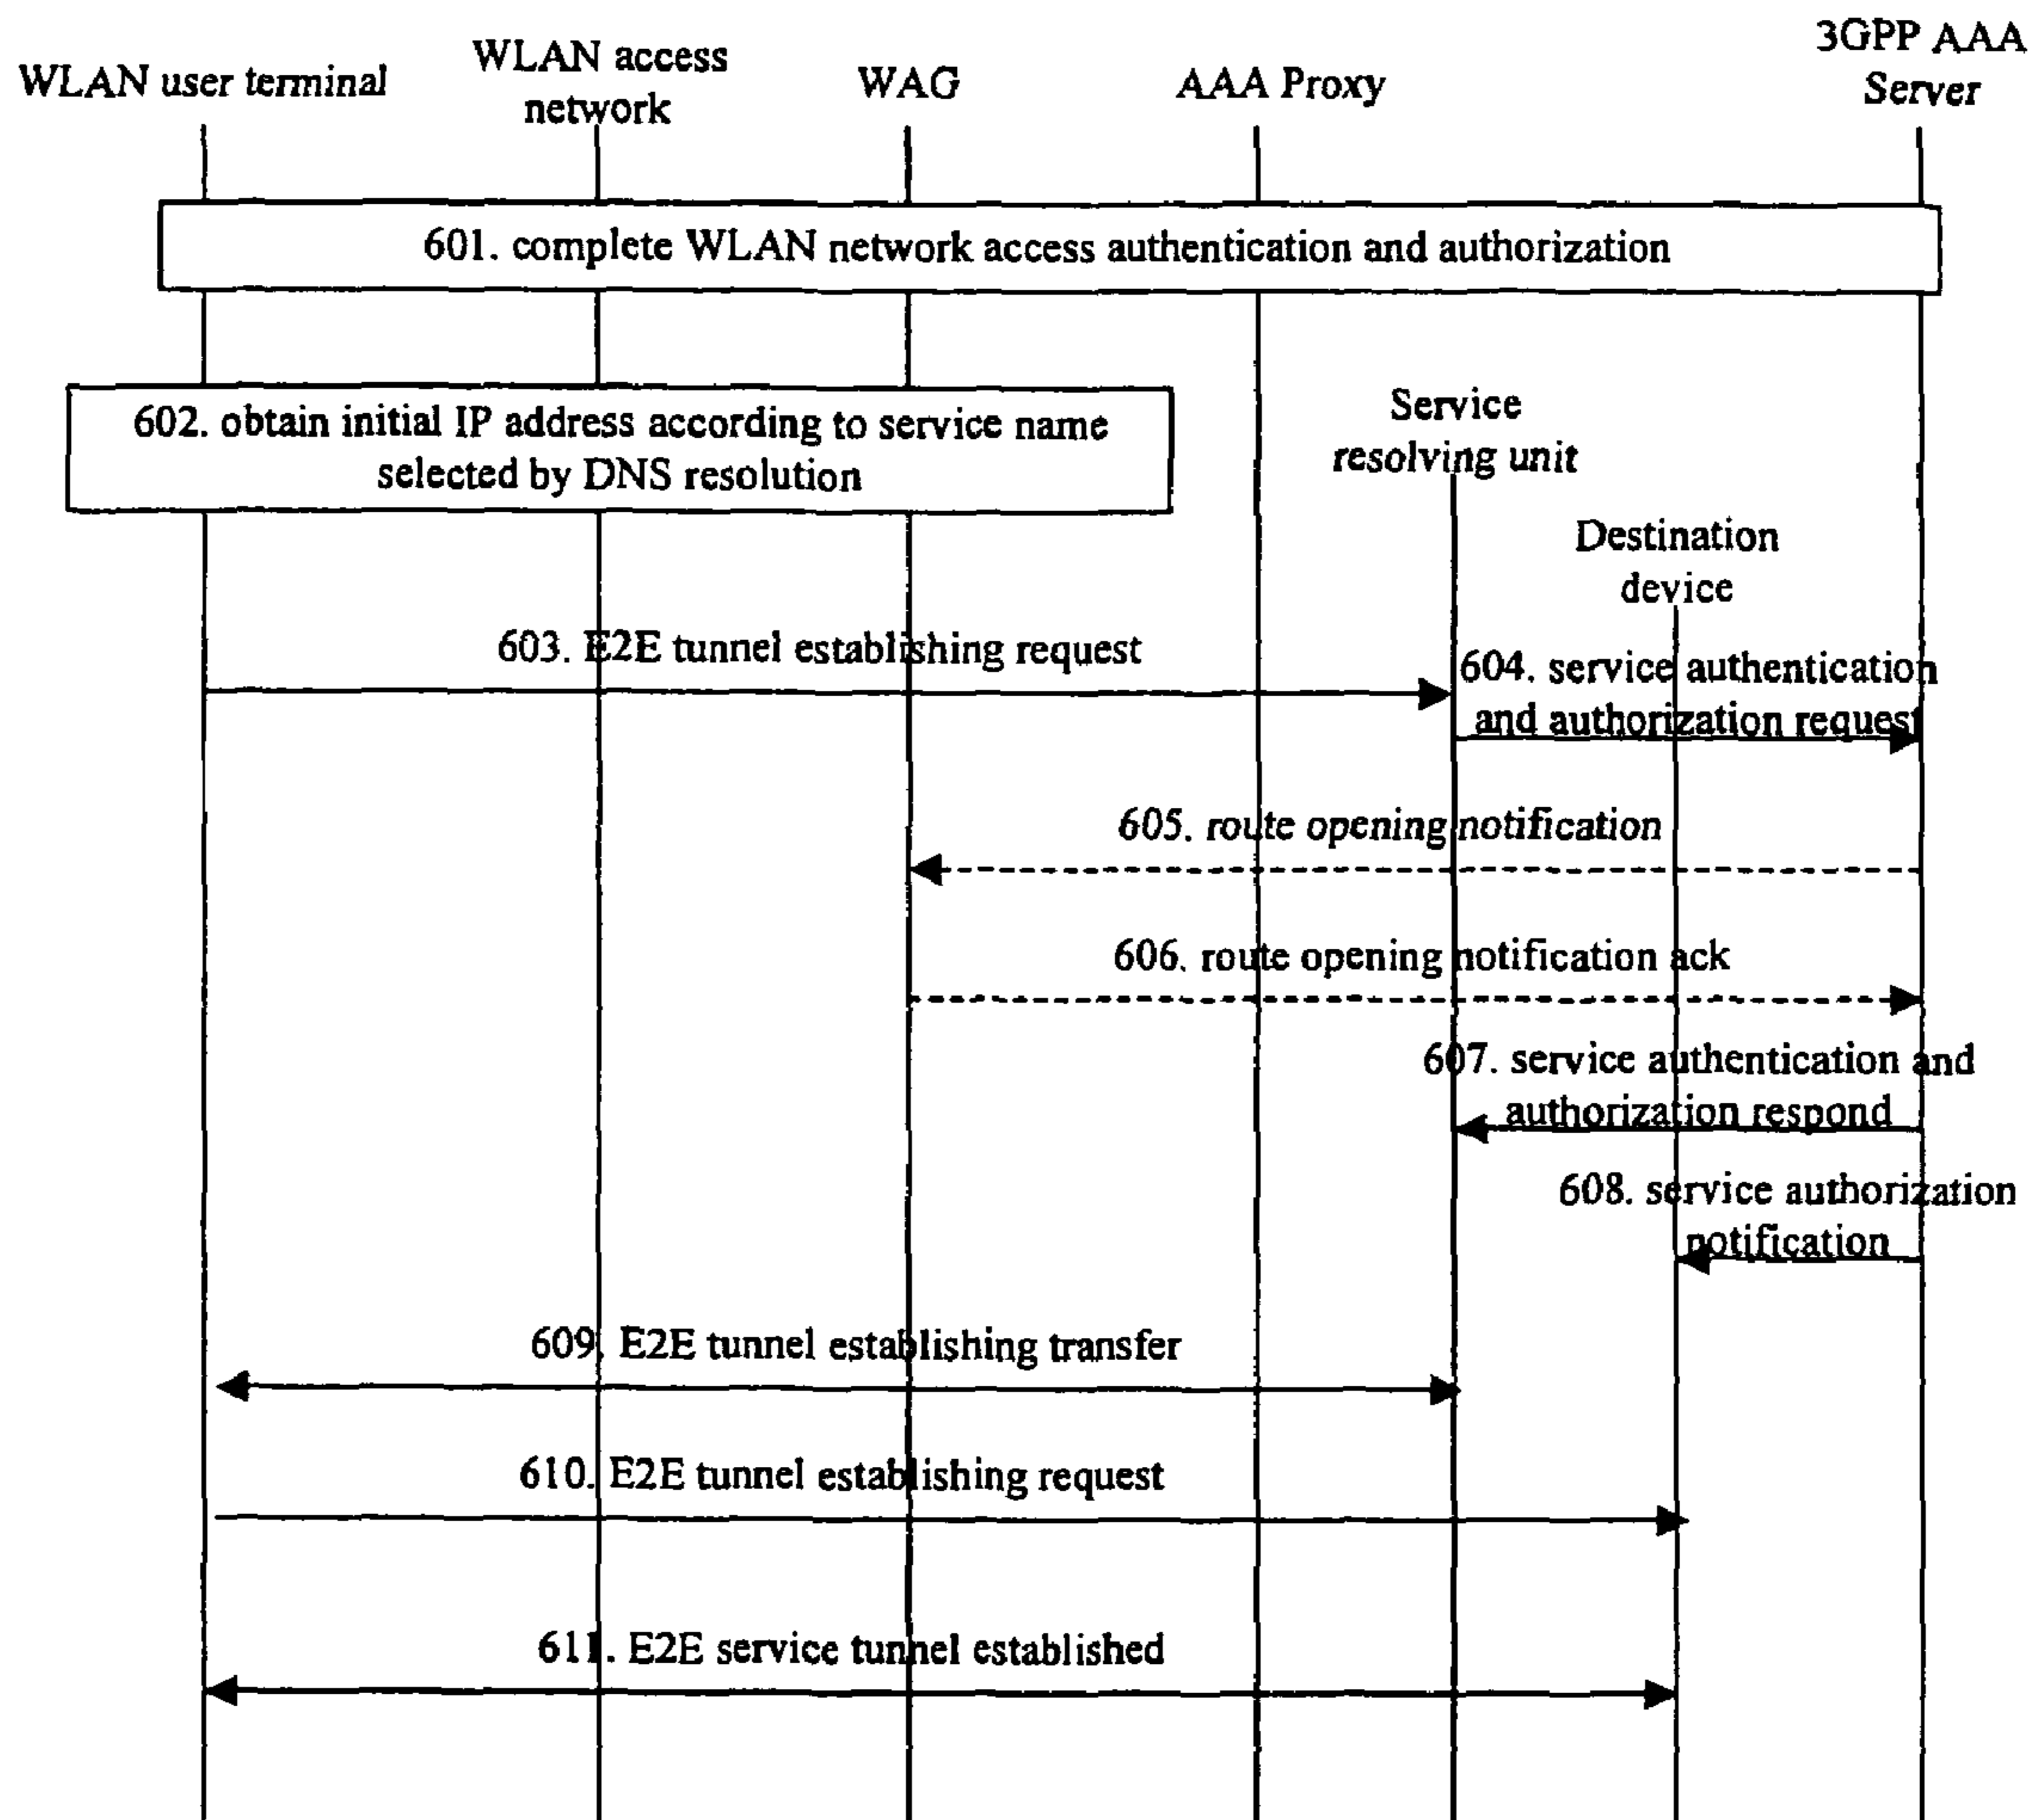 3GPP AAA
Server
WLAN user terminal
WLAN access
network
WAG
AAA Proxy
601. complete WLAN network access authentication and authorization
602. obtain initial IP address according to service name
selected by DNS resolution
Service
resolving unit
Destination
device
603. E2E tunnel establishing request
604. service authentication
and authorization request
605. route opening notification
606. route opening notification ack
607. service authentication and
authorization respond
608. service authorization
notification
609. E2E tunnel establishing transfer
610. E2E tunnel establishing request
611. E2E service tunnel established